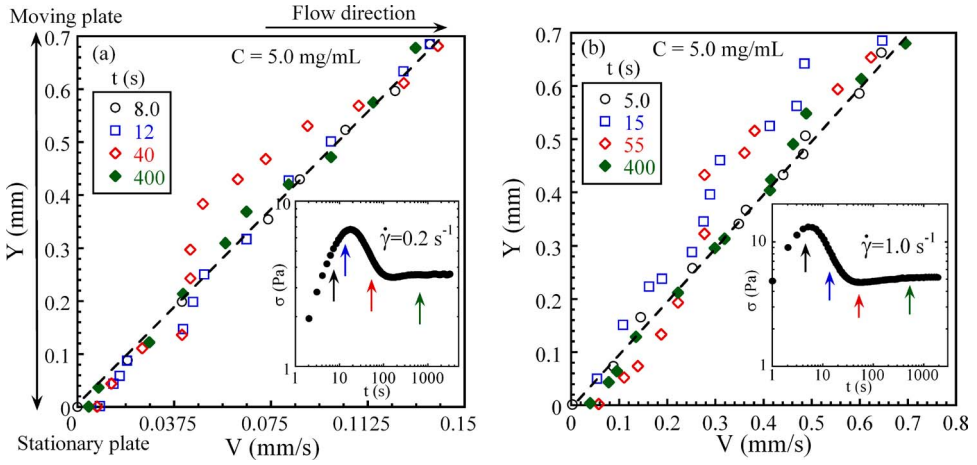 Moving plate
Flow direction
0.7
0.6
0.5
0.4
0.3
0.2
0.1
0
Y (mm)
(a)
C = 5.0 mg/mL
t (s)
8.0
12
40
400
10
1
σ (Pa)
γ̇=0.2 s⁻¹
1 10 100 1000
t (s)
0 0.0375 0.075 0.1125 0.15
V (mm/s)
Stationary plate
0.7
0.6
0.5
0.4
0.3
0.2
0.1
0
Y (mm)
(b)
C = 5.0 mg/mL
t (s)
5.0
15
55
400
10
1
σ (Pa)
γ̇=1.0 s⁻¹
1 10 100 1000
t (s)
0 0.1 0.2 0.3 0.4 0.5 0.6 0.7 0.8
V (mm/s)